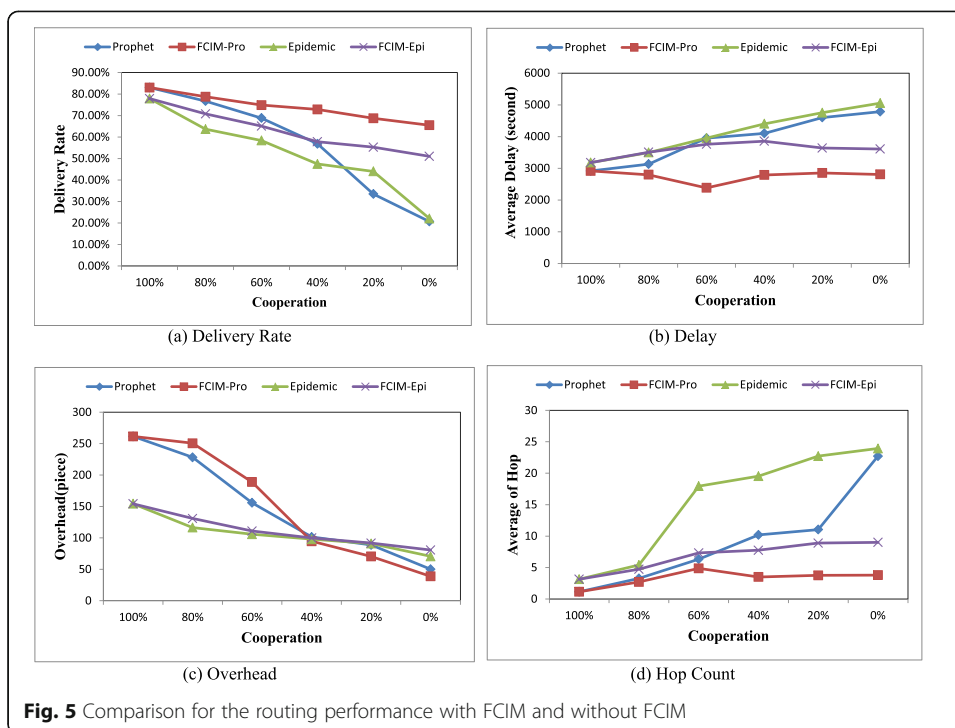 Prophet FCIM-Pro Epidemic FCIM-Epi
90.00%
80.00%
70.00%
60.00%
50.00%
40.00%
30.00%
20.00%
10.00%
0.00%
Delivery Rate
100% 80% 60% 40% 20% 0%
Cooperation
(a) Delivery Rate
Prophet FCIM-Pro Epidemic FCIM-Epi
6000
5000
4000
3000
2000
1000
0
Average Delay (second)
100% 80% 60% 40% 20% 0%
Cooperation
(b) Delay
Prophet FCIM-Pro Epidemic FCIM-Epi
300
250
200
150
100
50
0
Overhead(piece)
100% 80% 60% 40% 20% 0%
Cooperation
(c) Overhead
Prophet FCIM-Pro Epidemic FCIM-Epi
30
25
20
15
10
5
0
Average of Hop
100% 80% 60% 40% 20% 0%
Cooperation
(d) Hop Count
Fig. 5 Comparison for the routing performance with FCIM and without FCIM